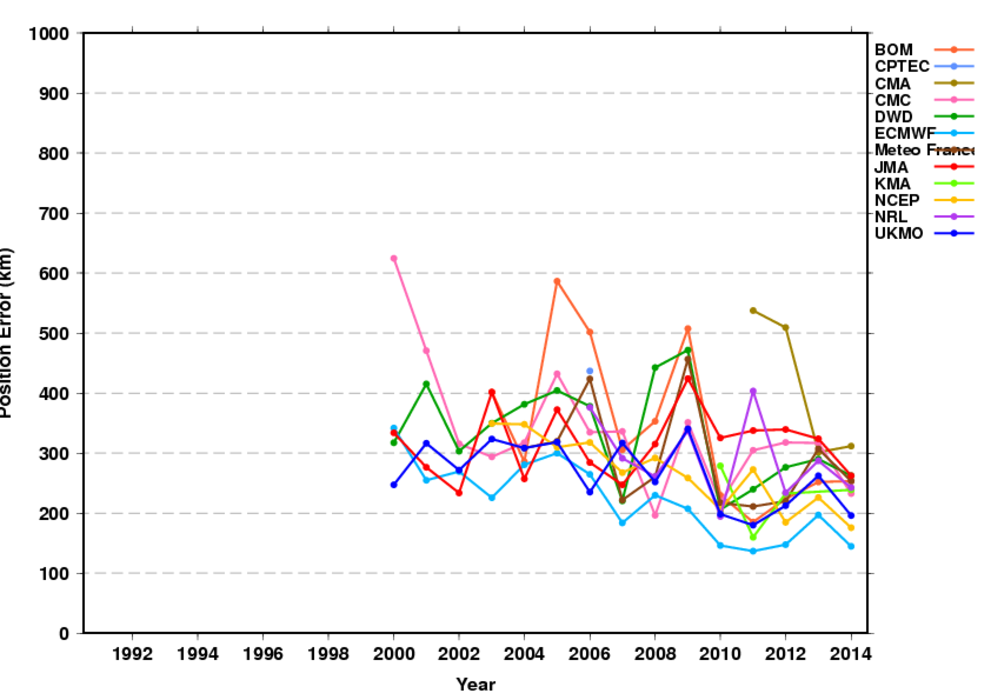 1000
900
800
700
600
500
400
300
200
100
0
Position Error (km)
1992 1994 1996 1998 2000 2002 2004 2006 2008 2010 2012 2014
Year
BOM
CPTEC
CMA
CMC
DWD
ECMWF
Meteo France
JMA
KMA
NCEP
NRL
UKMO